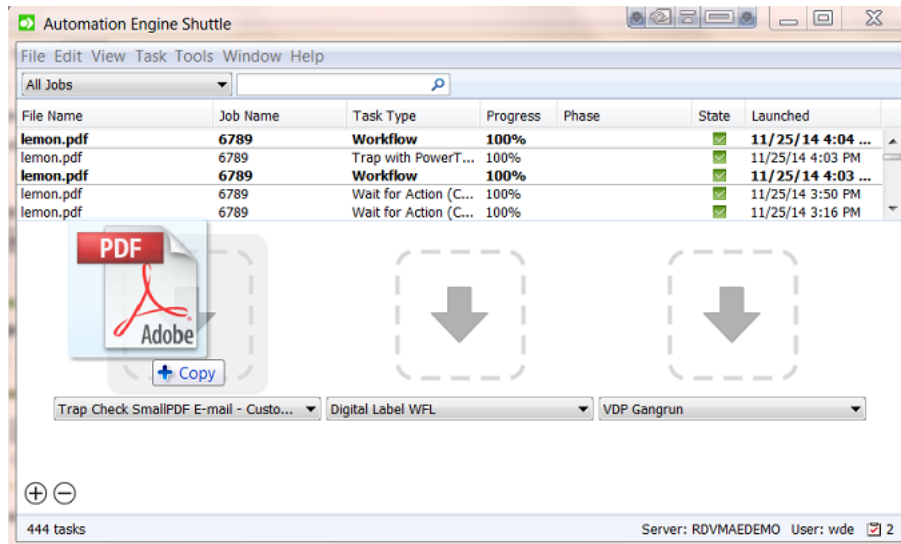 Automation Engine Shuttle
File Edit View Task Tools Window Help
All Jobs
File Name Job Name Task Type Progress Phase State Launched
lemon.pdf 6789 Workflow 100% 11/25/14 4:04 ...
lemon.pdf 6789 Trap with PowerT... 100% 11/25/14 4:03 PM
lemon.pdf 6789 Workflow 100% 11/25/14 4:03 ...
lemon.pdf 6789 Wait for Action (C... 100% 11/25/14 3:50 PM
lemon.pdf 6789 Wait for Action (C... 100% 11/25/14 3:16 PM
PDF
Adobe
Copy
Trap Check SmallPDF E-mail - Custo... Digital Label WFL VDP Gangrun
444 tasks Server: RDVMAEDEMO User: wde 2